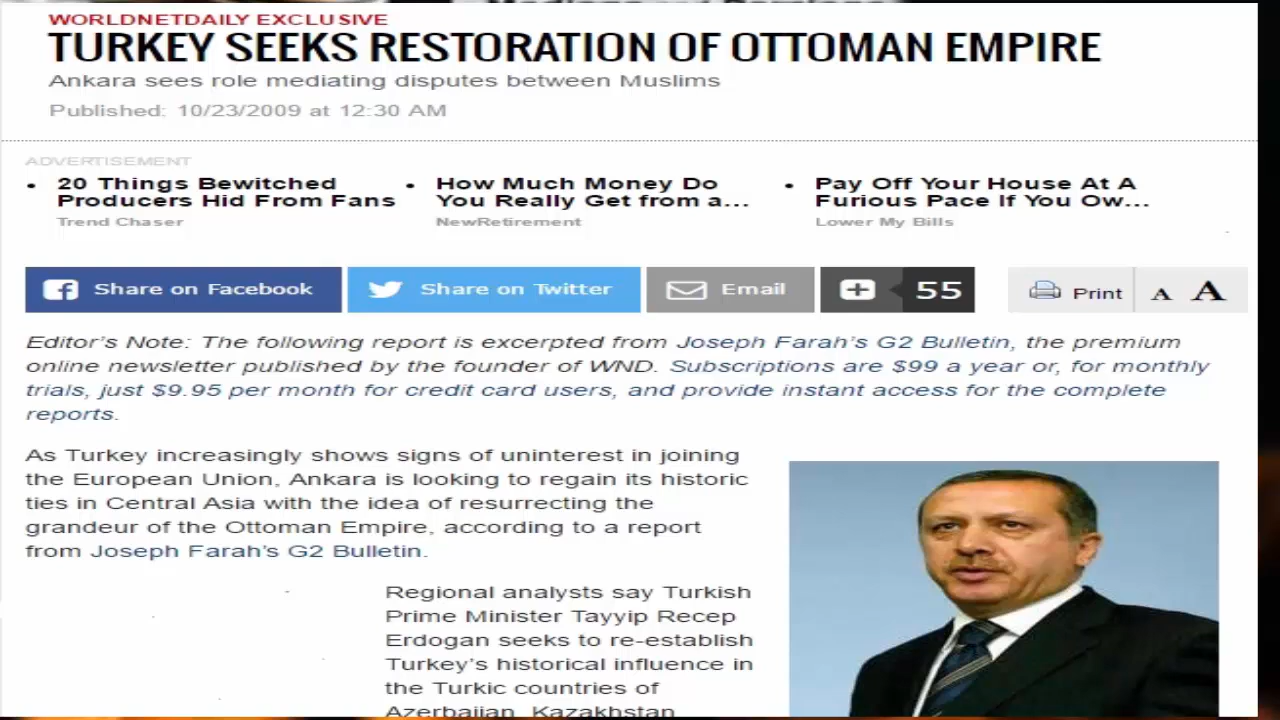 WORLDNETDAILY EXCLUSIVE
TURKEY SEEKS RESTORATION OF OTTOMAN EMPIRE
Ankara sees role mediating disputes between Muslims
Published: 10/23/2009 at 12:30 AM
ADVERTISEMENT
• 20 Things Bewitched
Producers Hid From Fans
Trend Chaser
• How Much Money Do
You Really Get from a...
NewRetirement
• Pay Off Your House At A
Furious Pace If You Ow...
Lower My Bills
Share on Facebook
Share on Twitter
Email
55
Print
A A
Editor's Note: The following report is excerpted from Joseph Farah's G2 Bulletin, the premium
online newsletter published by the founder of WND. Subscriptions are $99 a year or, for monthly
trials, just $9.95 per month for credit card users, and provide instant access for the complete
reports.
As Turkey increasingly shows signs of uninterest in joining
the European Union, Ankara is looking to regain its historic
ties in Central Asia with the idea of resurrecting the
grandeur of the Ottoman Empire, according to a report
from Joseph Farah's G2 Bulletin.
Regional analysts say Turkish
Prime Minister Tayyip Recep
Erdogan seeks to re-establish
Turkey's historical influence in
the Turkic countries of
Azerbaijan, Kazakhstan